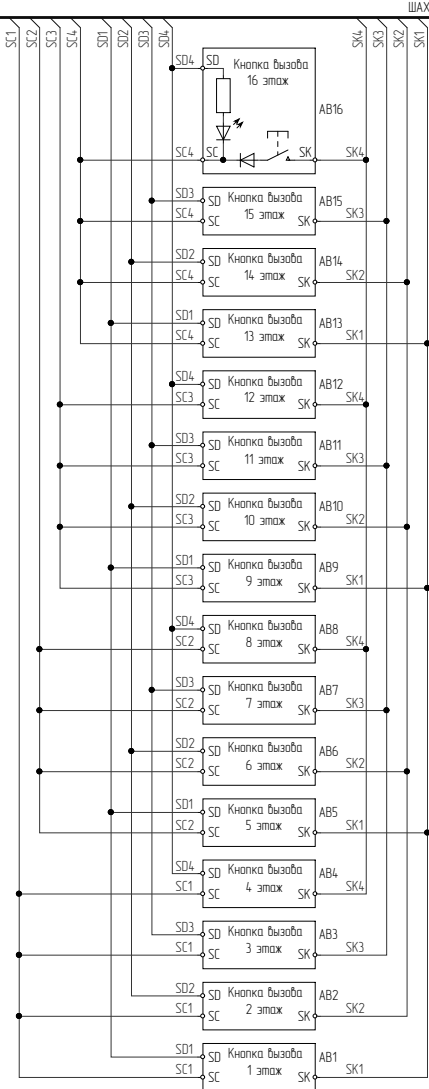 ШАХ
SC1 SC2 SC3 SC4 SD1 SD2 SD3 SD4 SK4 SK3 SK2 SK1
SD4 SD Кнопка вызова
16 этаж
AB16
SC4 SC SK SK4
SD3 SD Кнопка вызова AB15
SC4 SC 15 этаж SK SK3
SD2 SD Кнопка вызова AB14
SC4 SC 14 этаж SK SK2
SD1 SD Кнопка вызова AB13
SC4 SC 13 этаж SK SK1
SD4 SD Кнопка вызова AB12
SC3 SC 12 этаж SK SK4
SD3 SD Кнопка вызова AB11
SC3 SC 11 этаж SK SK3
SD2 SD Кнопка вызова AB10
SC3 SC 10 этаж SK SK2
SD1 SD Кнопка вызова AB9
SC3 SC 9 этаж SK SK1
SD4 SD Кнопка вызова AB8
SC2 SC 8 этаж SK SK4
SD3 SD Кнопка вызова AB7
SC2 SC 7 этаж SK SK3
SD2 SD Кнопка вызова AB6
SC2 SC 6 этаж SK SK2
SD1 SD Кнопка вызова AB5
SC2 SC 5 этаж SK SK1
SD4 SD Кнопка вызова AB4
SC1 SC 4 этаж SK SK4
SD3 SD Кнопка вызова AB3
SC1 SC 3 этаж SK SK3
SD2 SD Кнопка вызова AB2
SC1 SC 2 этаж SK SK2
SD1 SD Кнопка вызова AB1
SC1 SC 1 этаж SK SK1